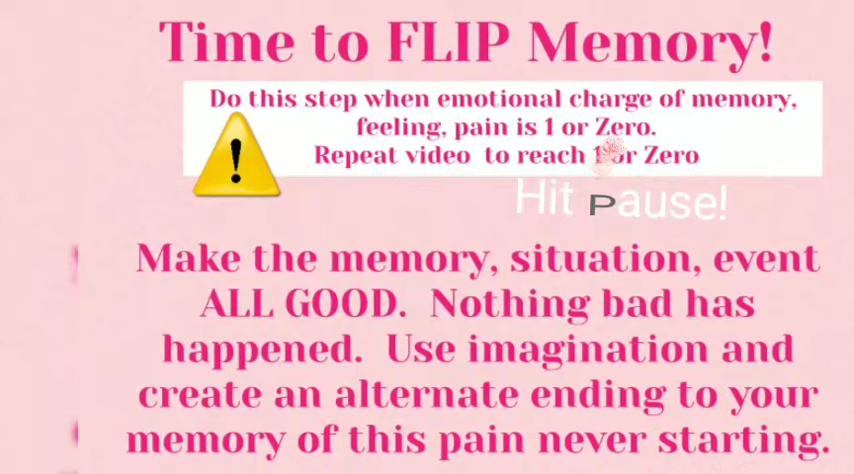 Time to FLIP Memory!
Do this step when emotional charge of memory,
feeling, pain is 1 or Zero.
Repeat video to reach 1 or Zero
Hit Pause!
Make the memory, situation, event
ALL GOOD. Nothing bad has
happened. Use imagination and
create an alternate ending to your
memory of this pain never starting.